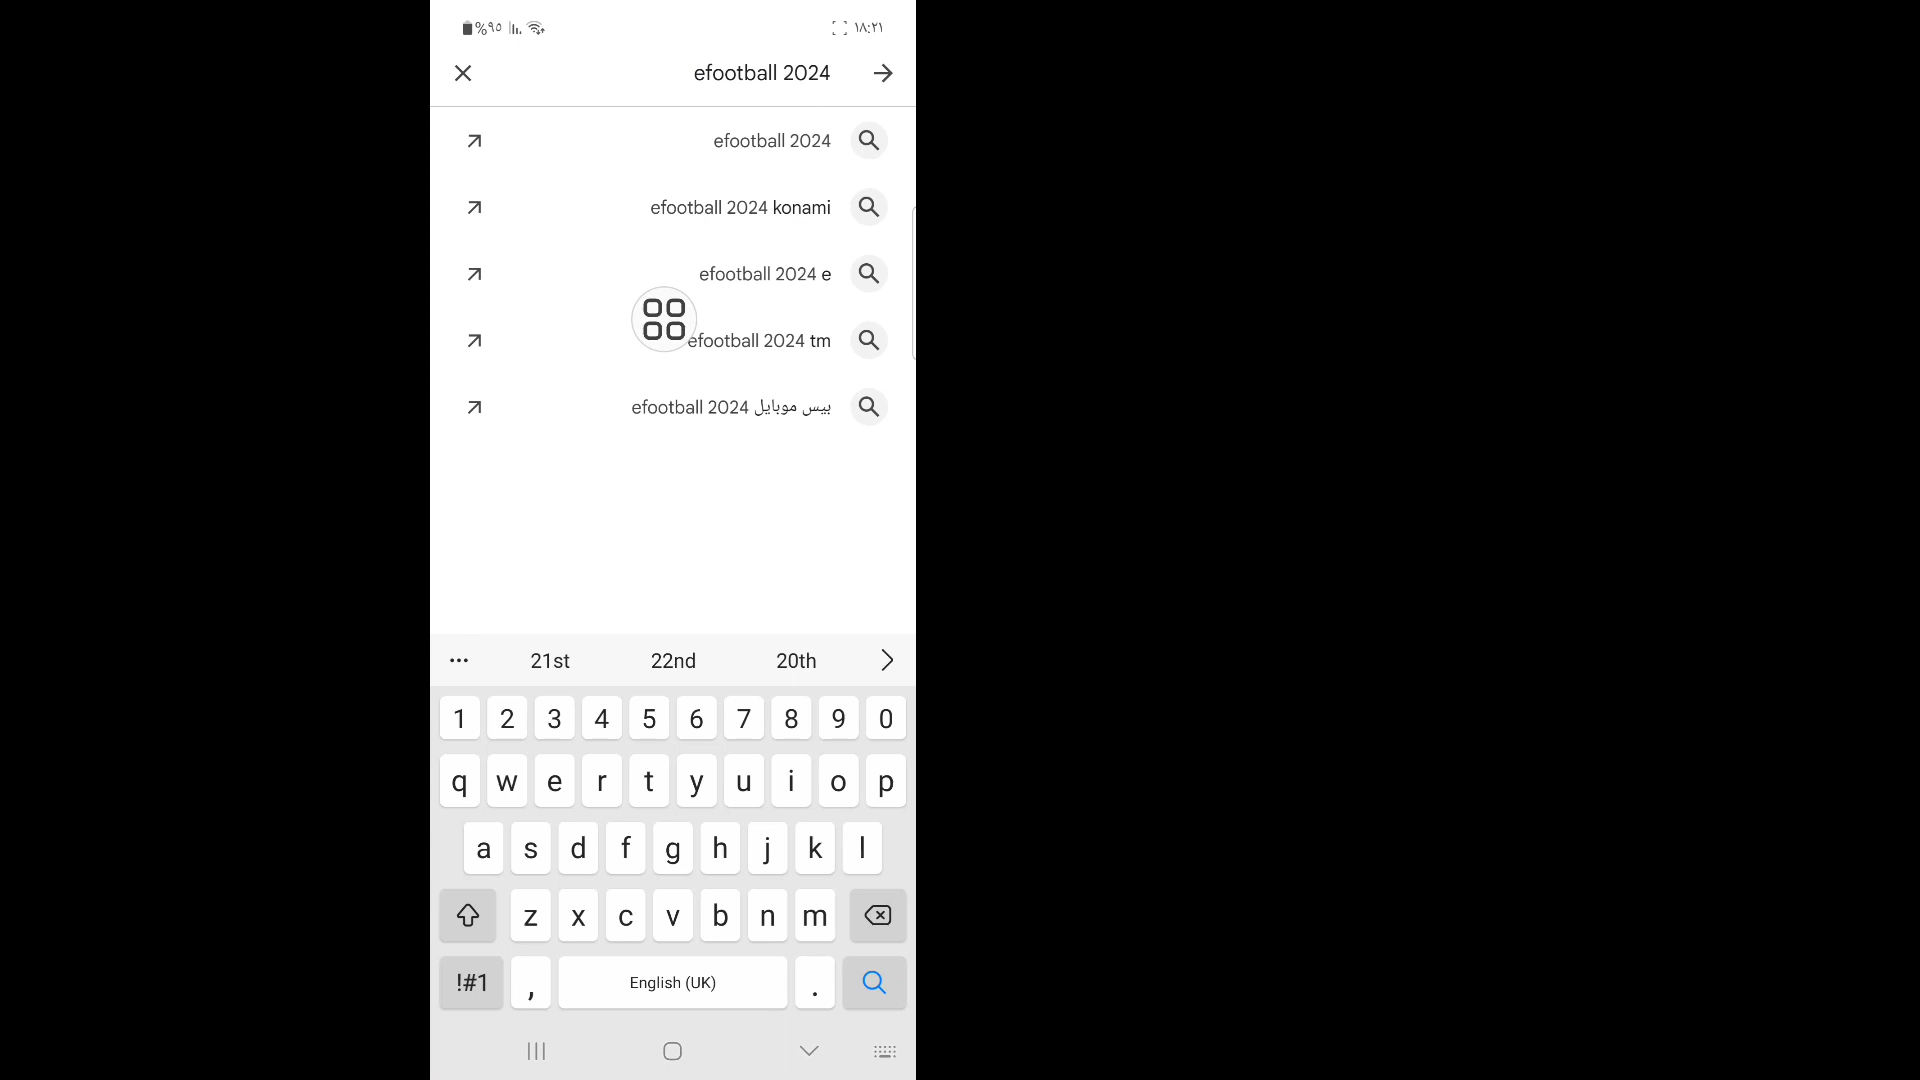 %٩٥ ١٨:٢١
efootball 2024
efootball 2024
efootball 2024 konami
efootball 2024 e
efootball 2024 tm
efootball 2024 بيس موبايل
21st 22nd 20th
1 2 3 4 5 6 7 8 9 0
q w e r t y u i o p
a s d f g h j k l
z x c v b n m
!#1 , English (UK) .